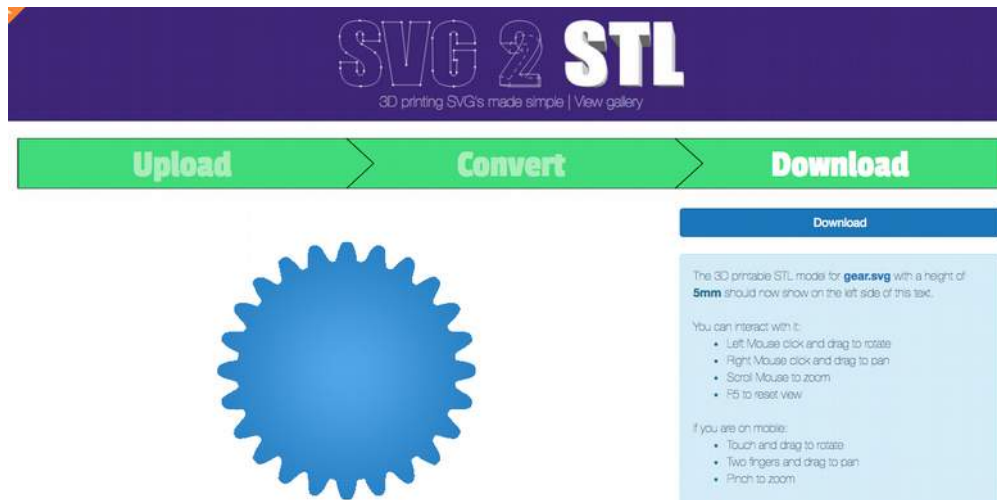 SVG 2 STL
3D printing SVG's made simple | View gallery
Upload
Convert
Download
Download
The 3D printable STL model for gear.svg with a height of
5mm should now show on the left side of this text.
You can interact with it:
• Left Mouse click and drag to rotate
• Right Mouse click and drag to pan
• Scroll Mouse to zoom
• F5 to reset view
If you are on mobile:
• Touch and drag to rotate
• Two fingers and drag to pan
• Pinch to zoom